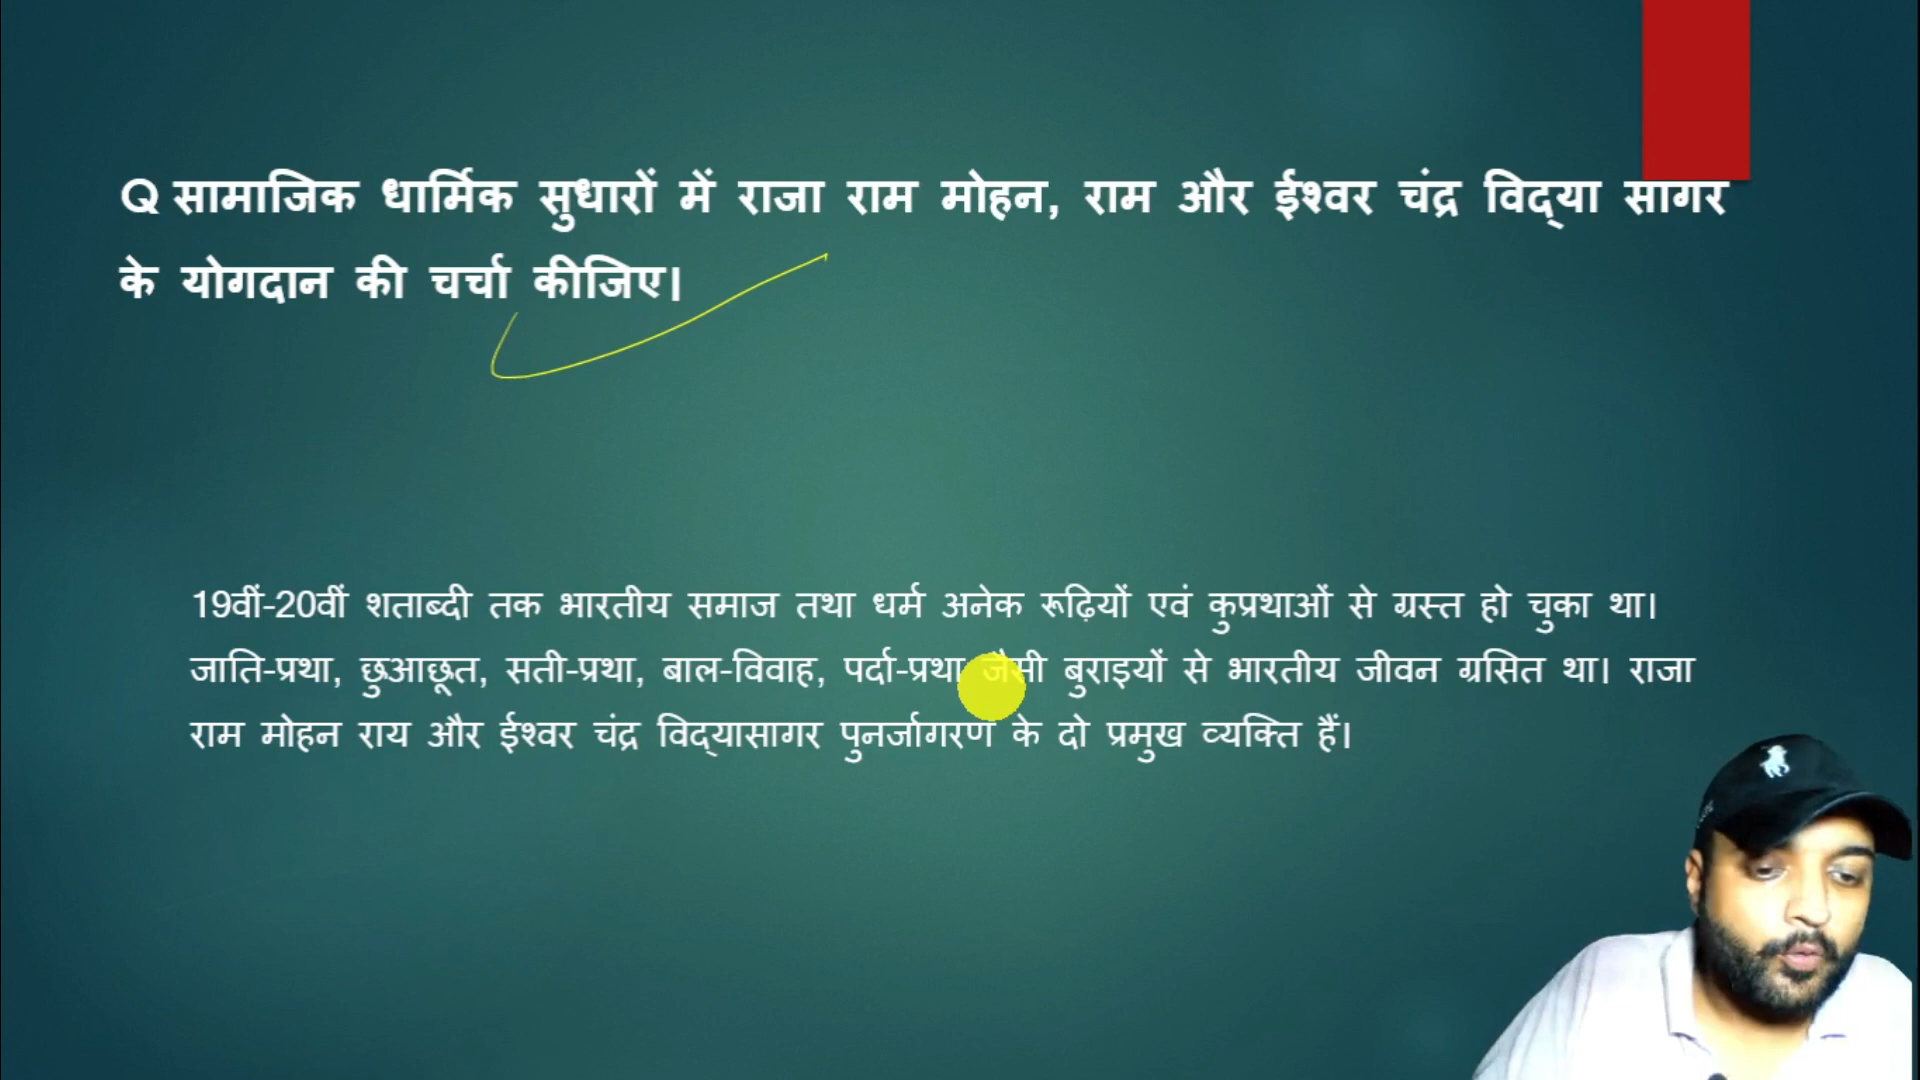 Q सामाजिक धार्मिक सुधारों में राजा राम मोहन, राम और ईश्वर चंद्र विद्या सागर
के योगदान की चर्चा कीजिए।
19वीं-20वीं शताब्दी तक भारतीय समाज तथा धर्म अनेक रूढ़ियों एवं कुप्रथाओं से ग्रस्त हो चुका था।
जाति-प्रथा, छुआछूत, सती-प्रथा, बाल-विवाह, पर्दा-प्रथा जैसी बुराइयों से भारतीय जीवन ग्रसित था। राजा
राम मोहन राय और ईश्वर चंद्र विद्यासागर पुनर्जागरण के दो प्रमुख व्यक्ति हैं।